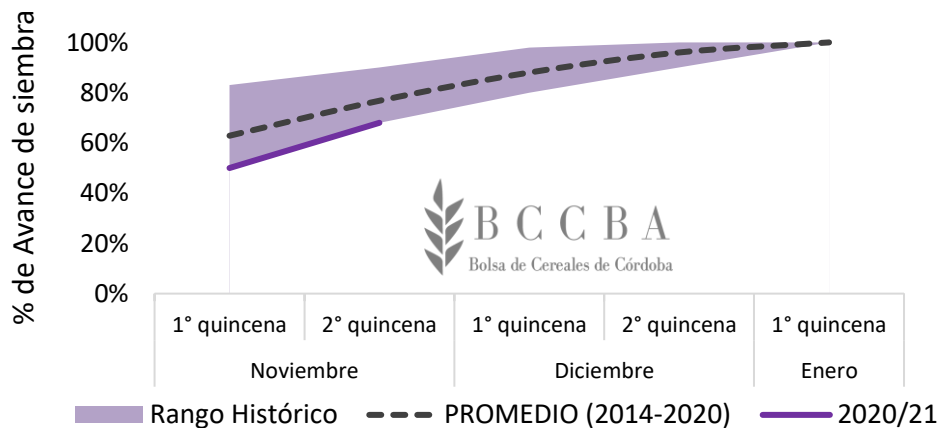 % de Avance de siembra
100%
80%
60%
40%
20%
0%
B C C B A
Bolsa de Cereales de Córdoba
1° quincena 2° quincena 1° quincena 2° quincena 1° quincena
Noviembre Diciembre Enero
Rango Histórico PROMEDIO (2014-2020) 2020/21